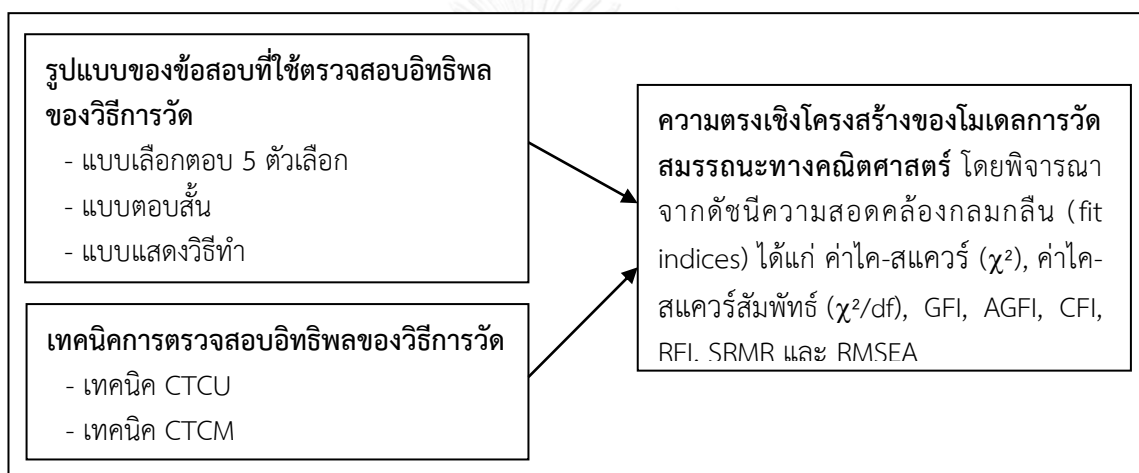 รูปแบบของข้อสอบที่ใช้ตรวจสอบอิทธิพล
ของวิธีการวัด
- แบบเลือกตอบ 5 ตัวเลือก
- แบบตอบสั้น
- แบบแสดงวิธีทำ
เทคนิคการตรวจสอบอิทธิพลของวิธีการวัด
- เทคนิค CTCU
- เทคนิค CTCM
ความตรงเชิงโครงสร้างของโมเดลการวัด
สมรรถนะทางคณิตศาสตร์ โดยพิจารณา
จากดัชนีความสอดคล้องกลมกลืน (fit
indices) ได้แก่ ค่าไค-สแควร์ (χ²), ค่าไค-
สแควร์สัมพัทธ์ (χ²/df), GFI, AGFI, CFI,
RFI, SRMR และ RMSEA